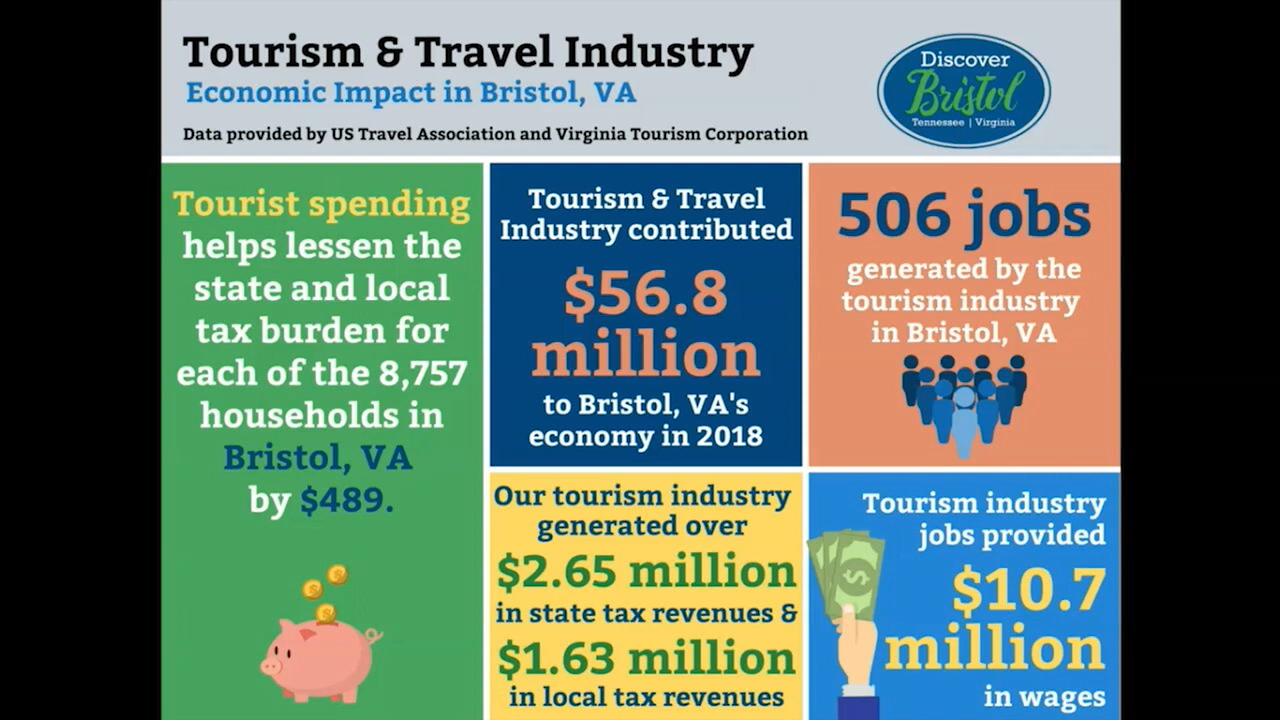 Tourism & Travel Industry
Economic Impact in Bristol, VA
Data provided by US Travel Association and Virginia Tourism Corporation
Discover
Bristol
Tennessee | Virginia
Tourist spending
helps lessen the
state and local
tax burden for
each of the 8,757
households in
Bristol, VA
by $489.
Tourism & Travel
Industry contributed
$56.8
million
to Bristol, VA's
economy in 2018
506 jobs
generated by the
tourism industry
in Bristol, VA
Our tourism industry
generated over
$2.65 million
in state tax revenues &
$1.63 million
in local tax revenues
Tourism industry
jobs provided
$10.7
million
in wages